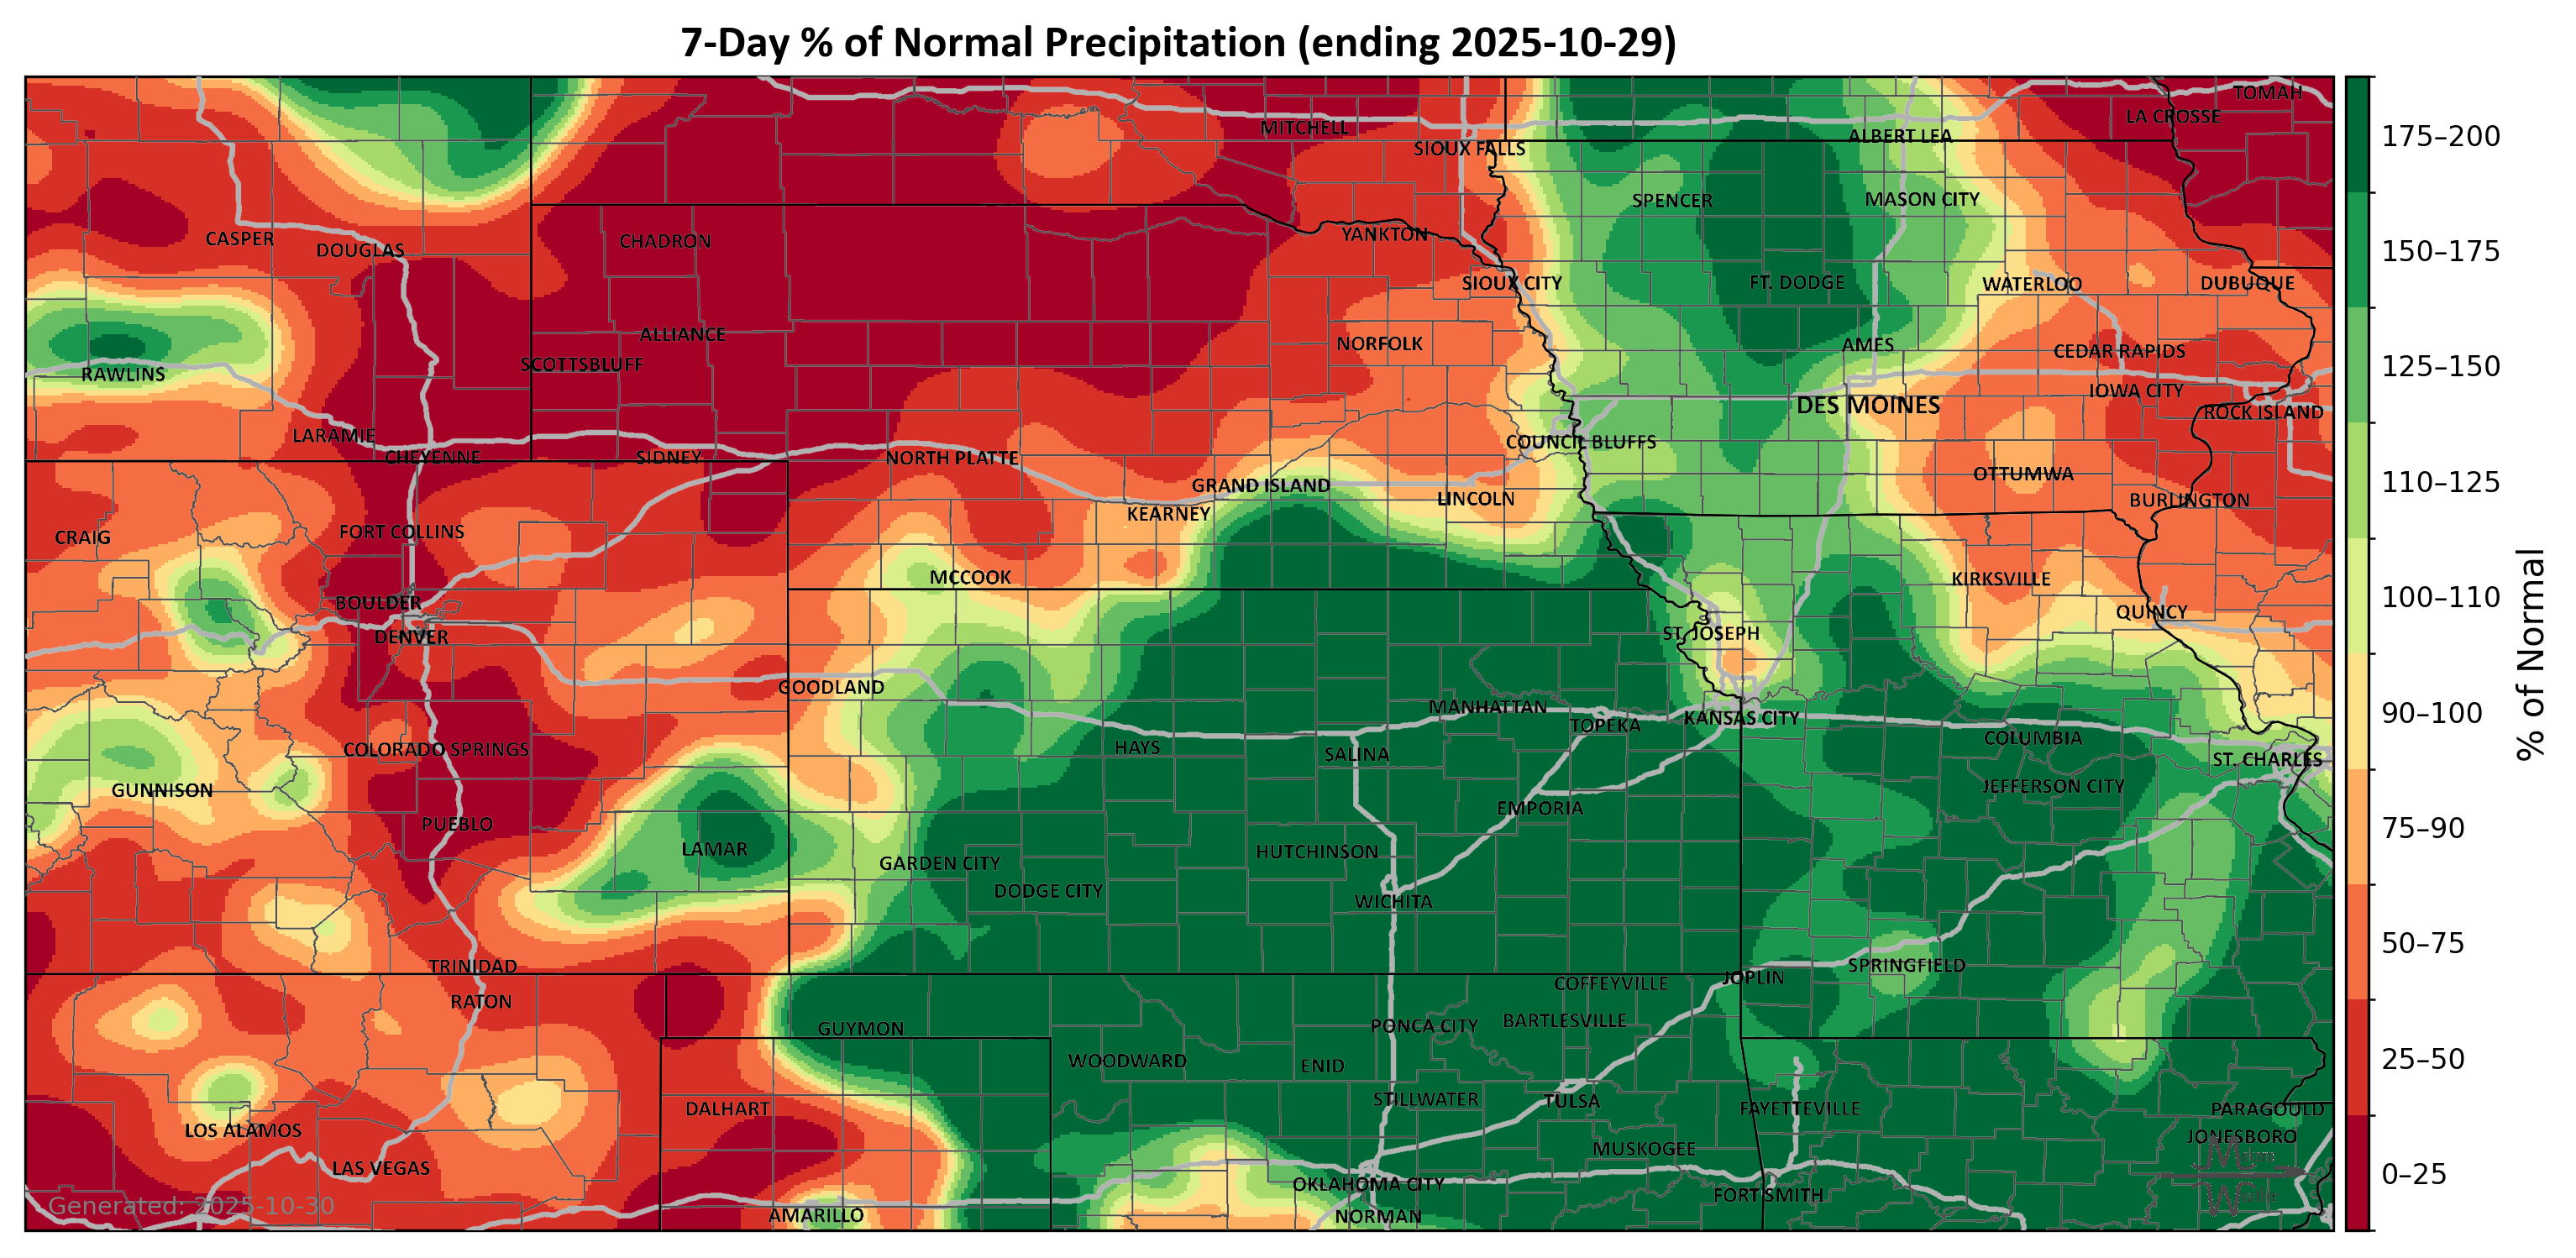 7-Day % of Normal Precipitation (ending 2025-10-29)
TOMAH
LA CROSSE
MITCHELL
ALBERT LEA
SIOUX FALLS
SPENCER
MASON CITY
CASPER
DOUGLAS
CHADRON
YANKTON
SIOUX CITY
FT. DODGE
WATERLOO
DUBUQUE
ALLIANCE
NORFOLK
AMES
CEDAR RAPIDS
SCOTTSBLUFF
RAWLINS
IOWA CITY
DES MOINES
ROCK ISLAND
LARAMIE
COUNCIL BLUFFS
CHEYENNE
SIDNEY
NORTH PLATTE
OTTUMWA
GRAND ISLAND
LINCOLN
BURLINGTON
KEARNEY
CRAIG
FORT COLLINS
MCCOOK
KIRKSVILLE
BOULDER
QUINCY
DENVER
ST. JOSEPH
GOODLAND
MANHATTAN
TOPEKA
KANSAS CITY
COLORADO SPRINGS
HAYS
SALINA
COLUMBIA
ST. CHARLES
GUNNISON
JEFFERSON CITY
EMPORIA
PUEBLO
LAMAR
HUTCHINSON
GARDEN CITY
DODGE CITY
WICHITA
TRINIDAD
SPRINGFIELD
JOPLIN
COFFEYVILLE
RATON
GUYMON
PONCA CITY
BARTLESVILLE
WOODWARD
ENID
DALHART
STILLWATER
TULSA
FAYETTEVILLE
PARAGOULD
LOS ALAMOS
JONESBORO
MUSKOGEE
LAS VEGAS
OKLAHOMA CITY
FORT SMITH
AMARILLO
NORMAN
Generated: 2025-10-30
175–200
150–175
125–150
110–125
100–110
90–100
75–90
50–75
25–50
0–25
% of Normal